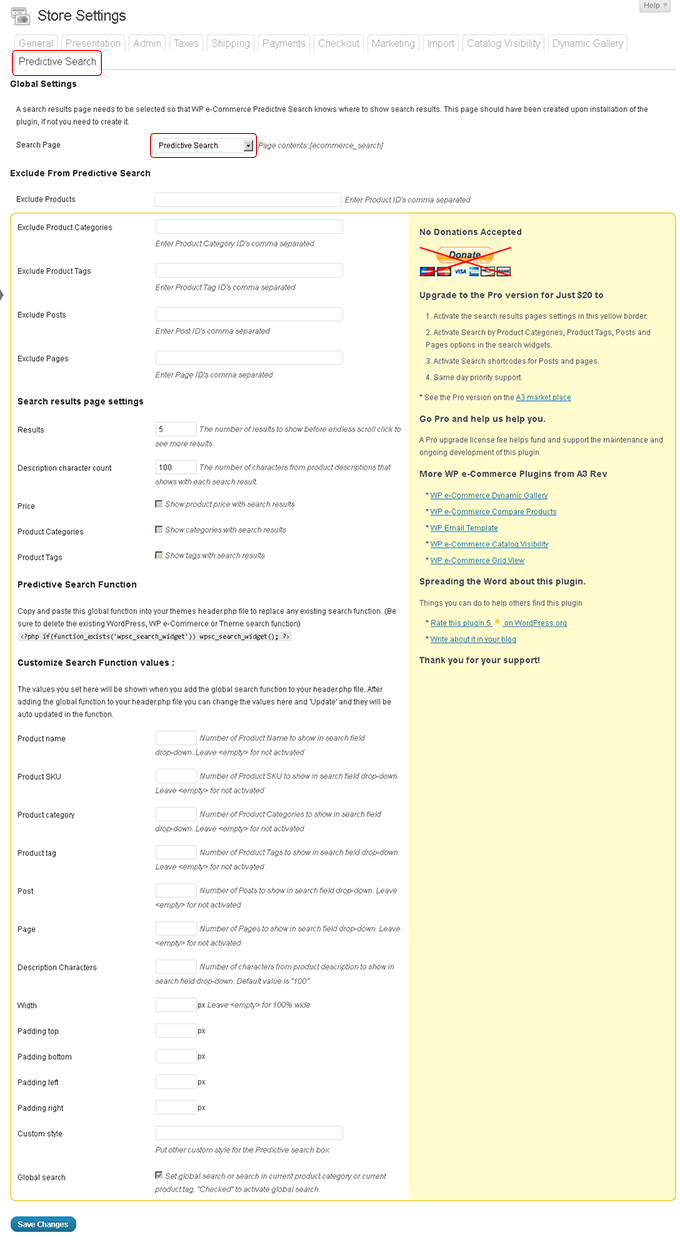 Store Settings
Help
General Presentation Admin Taxes Shipping Payments Checkout Marketing Import Catalog Visibility Dynamic Gallery
Predictive Search
Global Settings
A search results page needs to be selected so that WP e-Commerce Predictive Search knows where to show search results. This page should have been created upon installation of the
plugin, if not you need to create it.
Search Page Predictive Search Page contents: [ecommerce_search]
Exclude From Predictive Search
Exclude Products Enter Product ID's comma separated
Exclude Product Categories
Enter Product Category ID's comma separated
Exclude Product Tags
Enter Product Tag ID's comma separated
Exclude Posts
Enter Post ID's comma separated
Exclude Pages
Enter Page ID's comma separated
Search results page settings
Results 5 The number of results to show before endless scroll click to
see more results.
Description character count 100 The number of characters from product descriptions that
shows with each search result.
Price Show product price with search results
Product Categories Show categories with search results
Product Tags Show tags with search results
Predictive Search Function
Copy and paste this global function into your themes header.php file to replace any existing search function. (Be
sure to delete the existing WordPress, WP e-Commerce or Theme search function)
<?php if(function_exists('wpsc_search_widget')) wpsc_search_widget(); ?>
Customize Search Function values :
The values you set here will be shown when you add the global search function to your header.php file. After
adding the global function to your header.php file you can change the values here and 'Update' and they will be
auto updated in the function.
Product name Number of Product Name to show in search field
drop-down. Leave <empty> for not activated
Product SKU Number of Product SKU to show in search field drop-down.
Leave <empty> for not activated
Product category Number of Product Categories to show in search field
drop-down. Leave <empty> for not activated
Product tag Number of Product Tags to show in search field drop-down.
Leave <empty> for not activated
Post Number of Posts to show in search field drop-down. Leave
<empty> for not activated
Page Number of Pages to show in search field drop-down. Leave
<empty> for not activated
Description Characters Number of characters from product description to show in
search field drop-down. Default value is "100".
Width px Leave <empty> for 100% wide
Padding top px
Padding bottom px
Padding left px
Padding right px
Custom style
Put other custom style for the Predictive search box
Global search Set global search or search in current product category or current
product tag. "Checked" to activate global search.
No Donations Accepted
Donate
VISA
Upgrade to the Pro version for Just $20 to
1. Activate the search results pages settings in this yellow border.
2. Activate Search by Product Categories, Product Tags, Posts and
Pages options in the search widgets.
3. Activate Search shortcodes for Posts and pages.
4. Same day priority support.
* See the Pro version on the A3 market place
Go Pro and help us help you.
A Pro upgrade license fee helps fund and support the maintenance and
ongoing development of this plugin.
More WP e-Commerce Plugins from A3 Rev
* WP e-Commerce Dynamic Gallery
* WP e-Commerce Compare Products
* WP Email Template
* WP e-Commerce Catalog Visibility
* WP e-Commerce Grid View
Spreading the Word about this plugin.
Things you can do to help others find this plugin
* Rate this plugin 5 on WordPress.org
* Write about it in your blog
Thank you for your support!
Save Changes